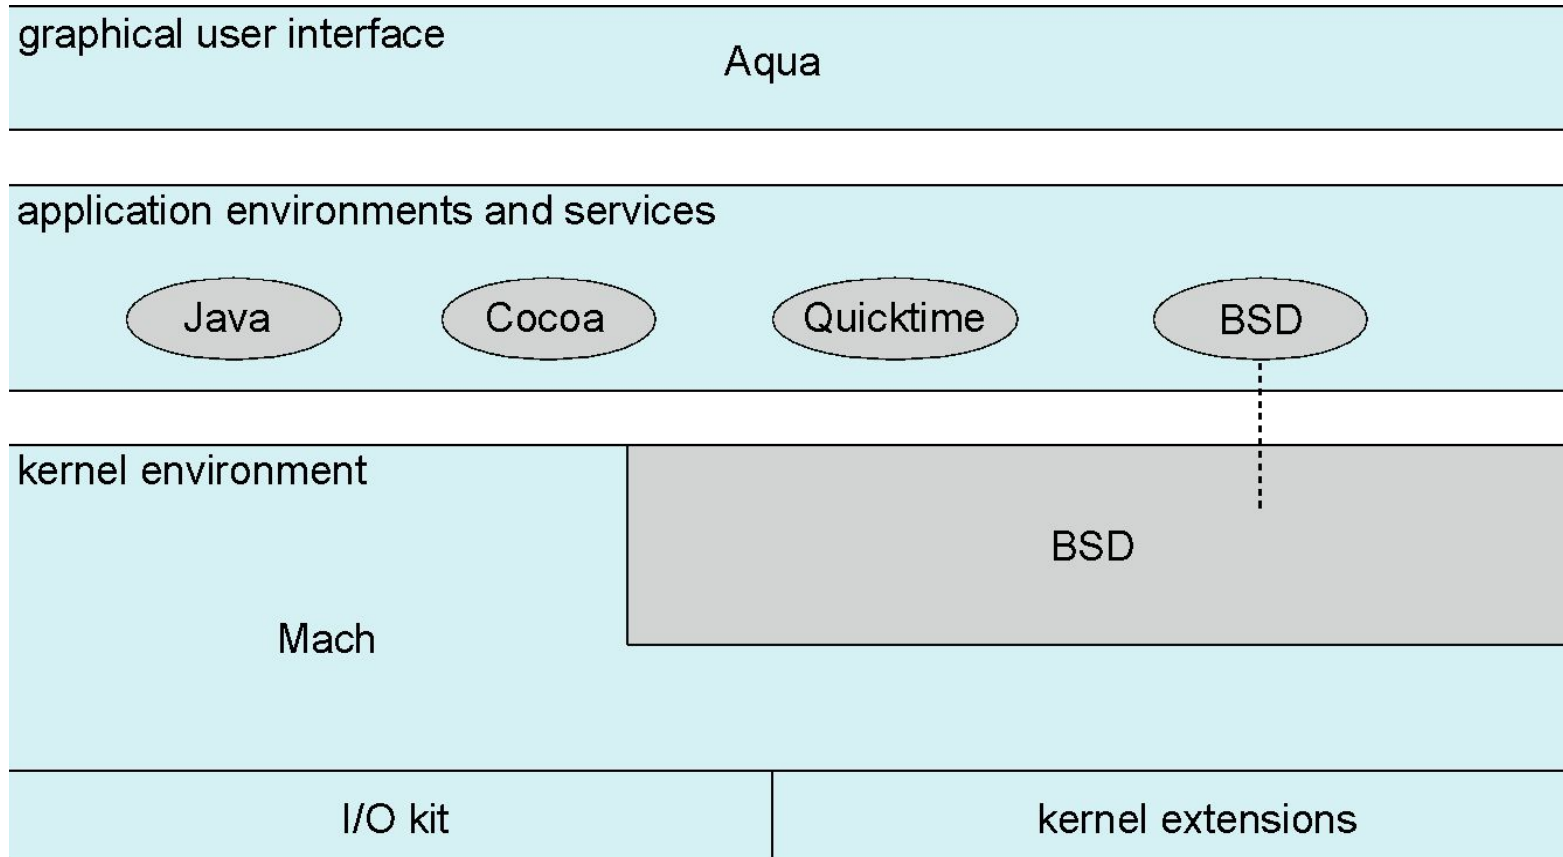 graphical user interface
Aqua
application environments and services
Java
Cocoa
Quicktime
BSD
kernel environment
BSD
Mach
I/O kit
kernel extensions